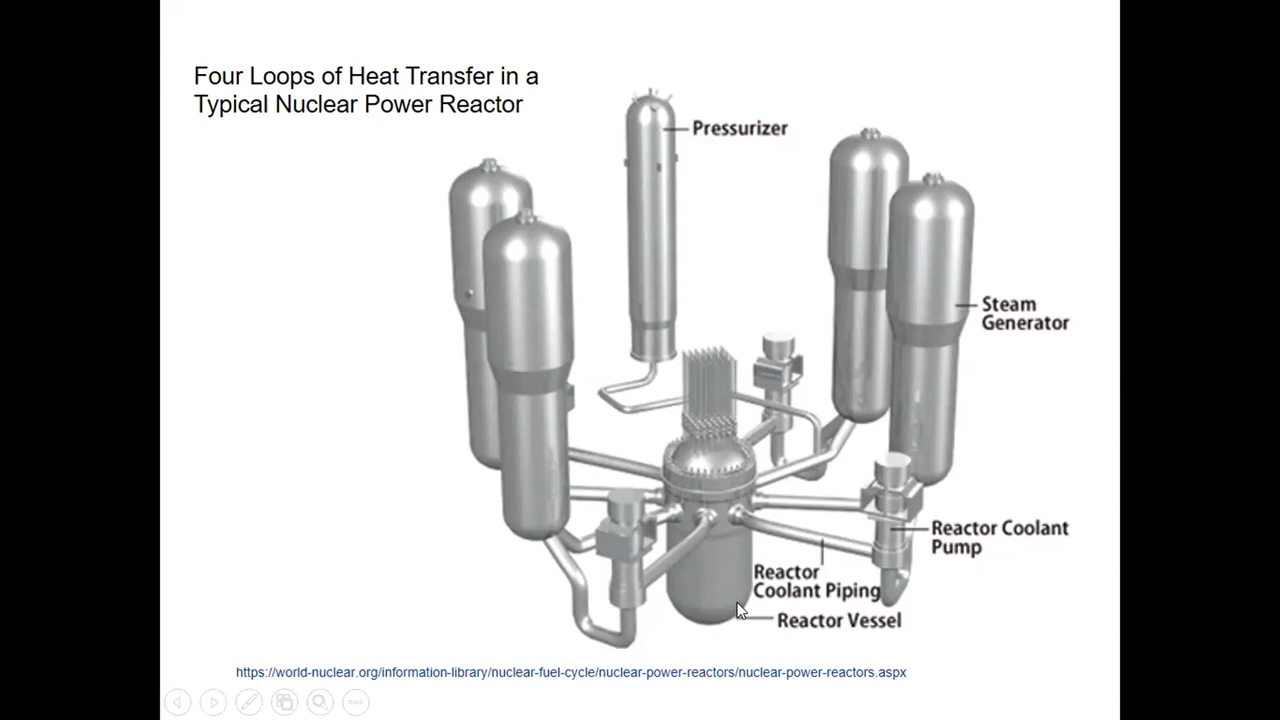 Four Loops of Heat Transfer in a
Typical Nuclear Power Reactor
Pressurizer
Steam
Generator
Reactor Coolant
Pump
Reactor
Coolant Piping
Reactor Vessel
https://world-nuclear.org/information-library/nuclear-fuel-cycle/nuclear-power-reactors/nuclear-power-reactors.aspx